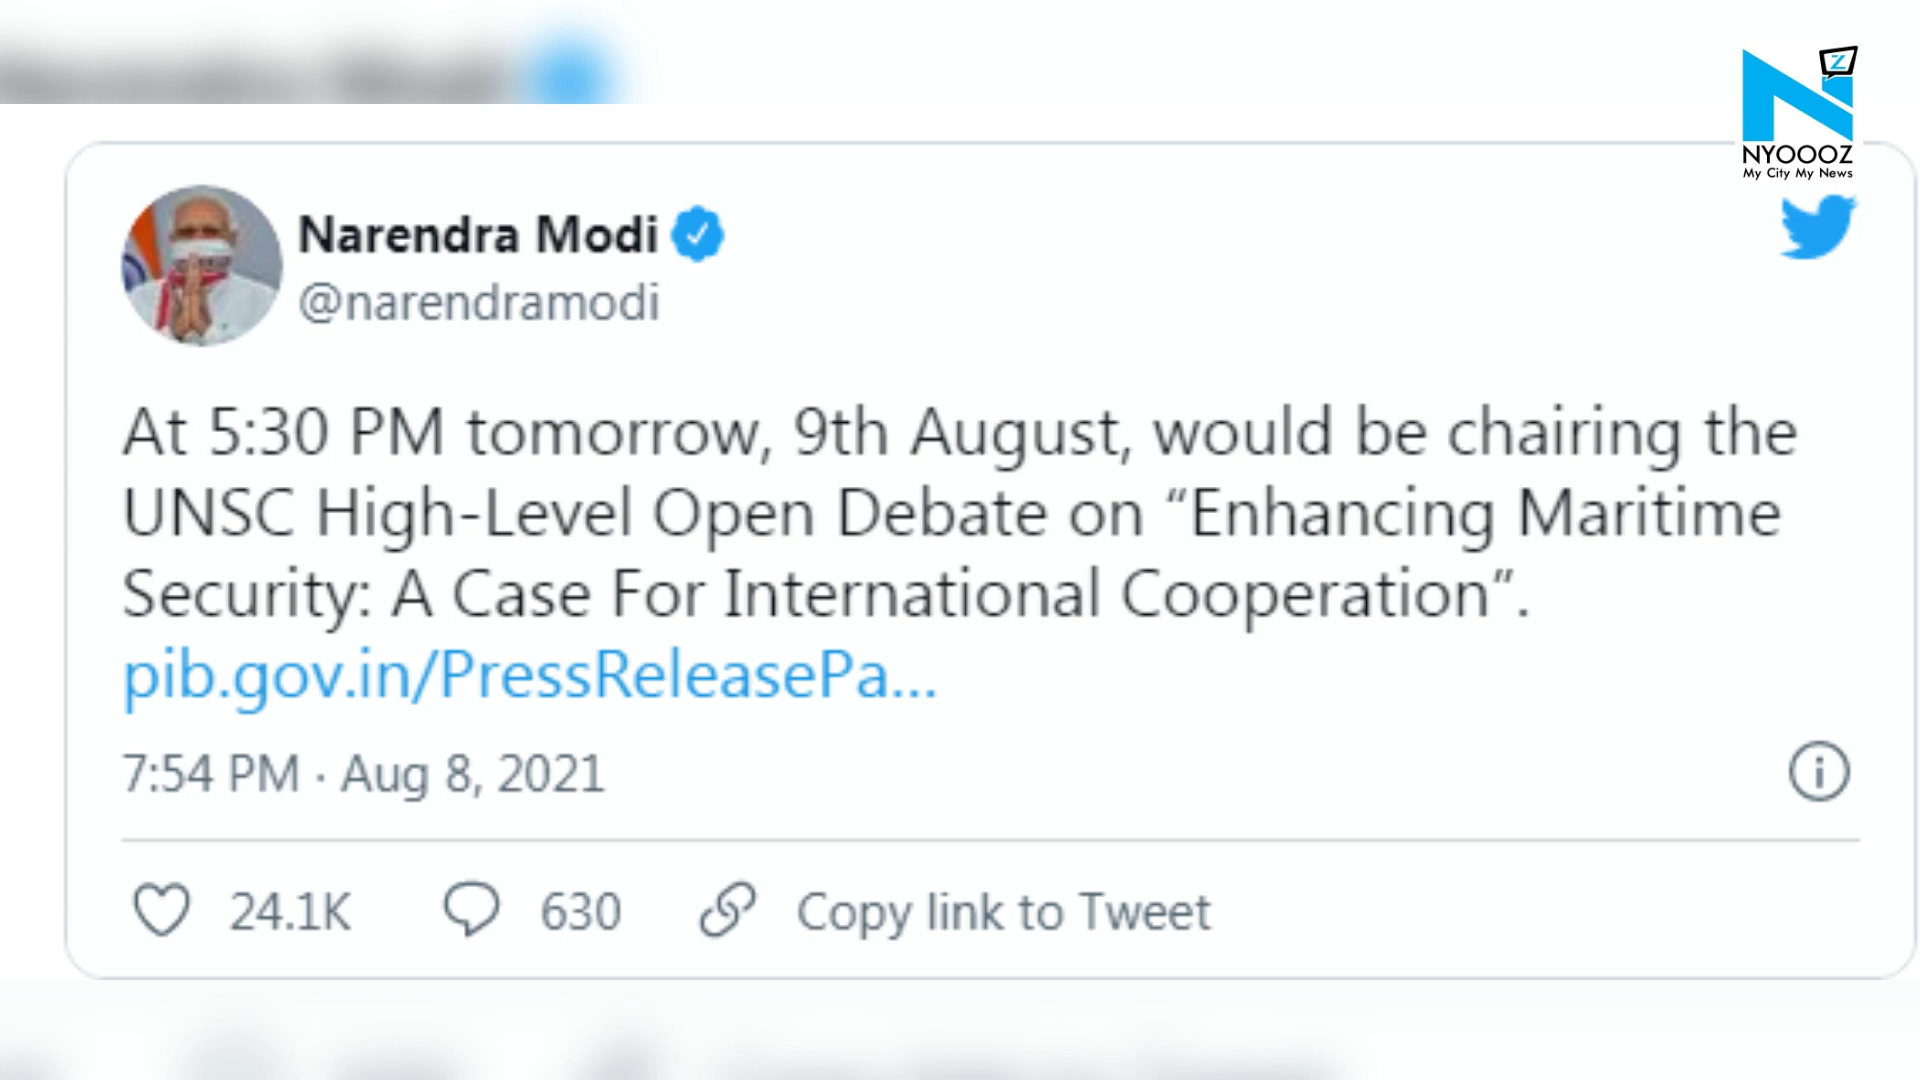 NYOOOZ
My City My News
Narendra Modi
@narendramodi
At 5:30 PM tomorrow, 9th August, would be chairing the
UNSC High-Level Open Debate on “Enhancing Maritime
Security: A Case For International Cooperation”.
pib.gov.in/PressReleasePa...
7:54 PM · Aug 8, 2021
24.1K 630 Copy link to Tweet